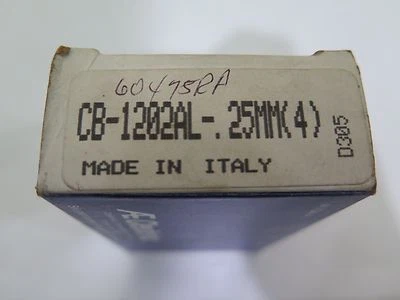 .60475RA
CB-1202AL-.25MM(4)
MADE IN ITALY
D305